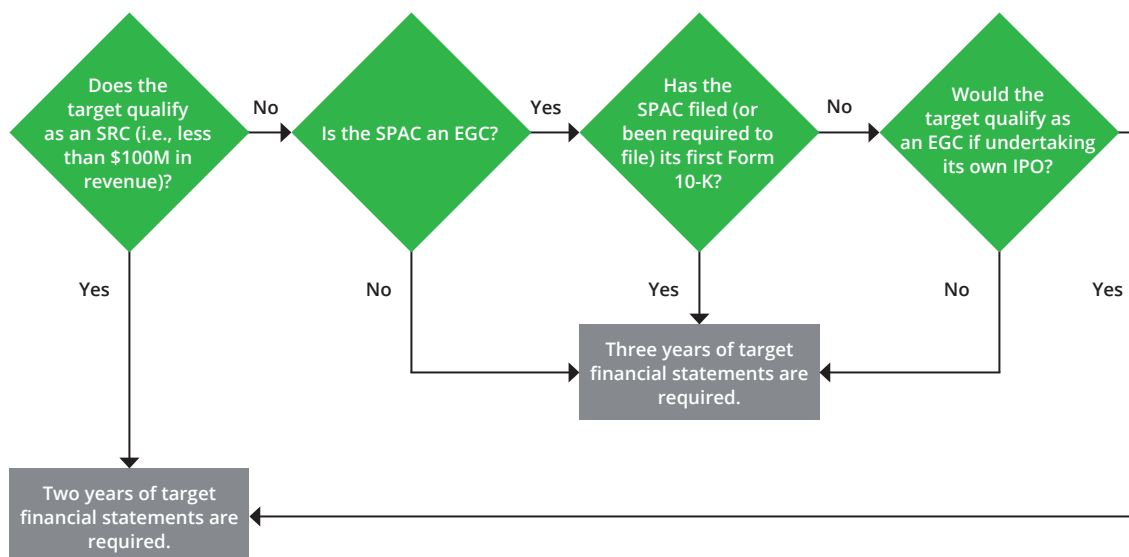 Does the
target qualify
as an SRC (i.e., less
than $100M in
revenue)?
No
Is the SPAC an EGC?
Yes
Has the
SPAC filed (or
been required to
file) its first Form
10-K?
No
Would the
target qualify as
an EGC if undertaking
its own IPO?
Yes
No
Yes
No
Yes
Three years of target
financial statements are
required.
Two years of target
financial statements are
required.